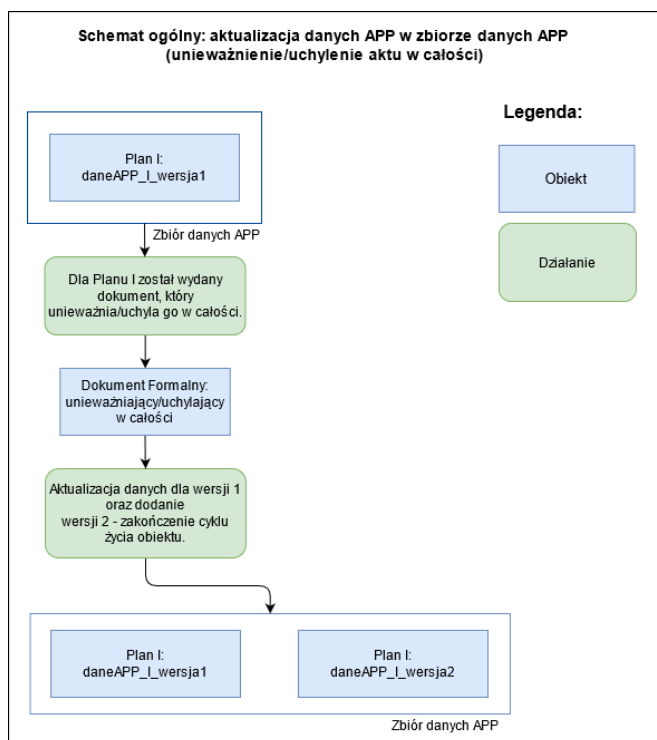 Schemat ogólny: aktualizacja danych APP w zbiorze danych APP
(unieważnienie/uchylenie aktu w całości)
Legenda:
Plan I:
daneAPP_I_wersja1
Obiekt
Zbiór danych APP
Działanie
Dla Planu I został wydany
dokument, który
unieważnia/uchyla go w całości.
Dokument Formalny:
unieważniający/uchylający
w całości
Aktualizacja danych dla wersji 1
oraz dodanie
wersji 2 - zakończenie cyklu
życia obiektu.
Plan I:
daneAPP_I_wersja1
Plan I:
daneAPP_I_wersja2
Zbiór danych APP